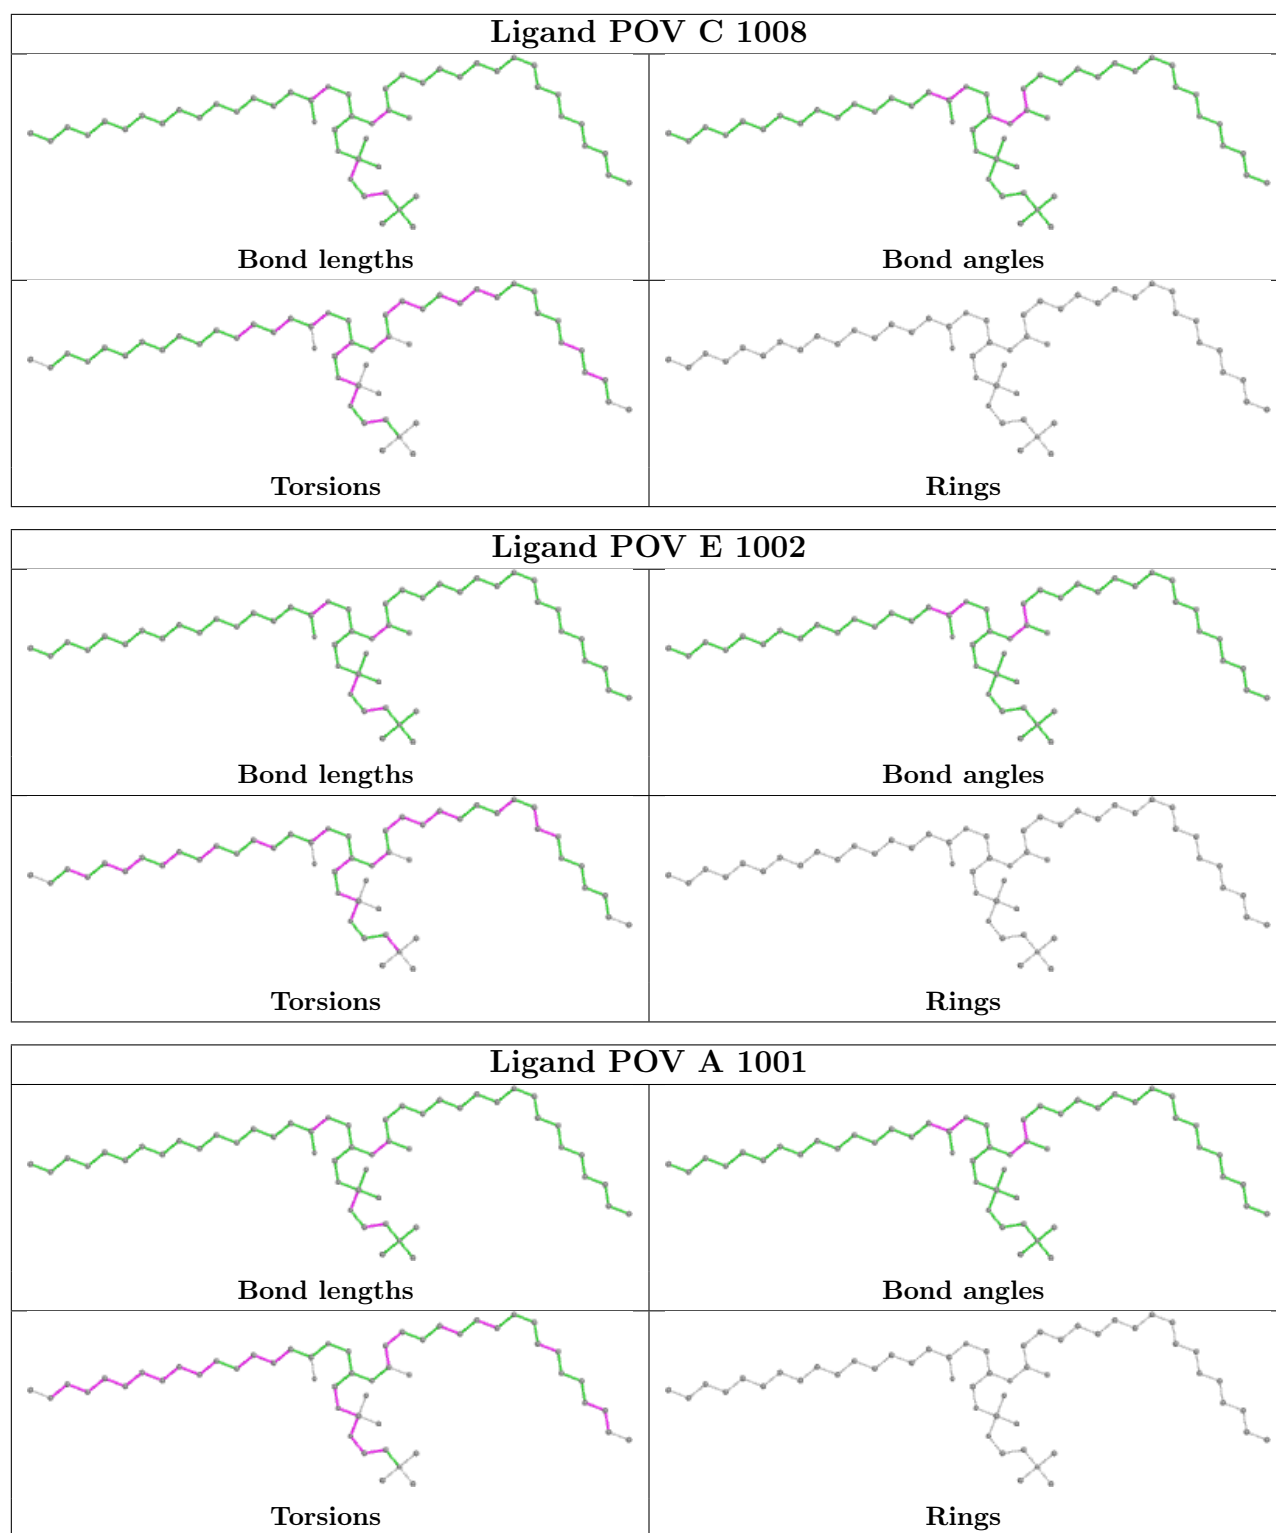 Ligand POV C 1008
Bond lengths
Bond angles
Torsions
Rings
Ligand POV E 1002
Bond lengths
Bond angles
Torsions
Rings
Ligand POV A 1001
Bond lengths
Bond angles
Torsions
Rings